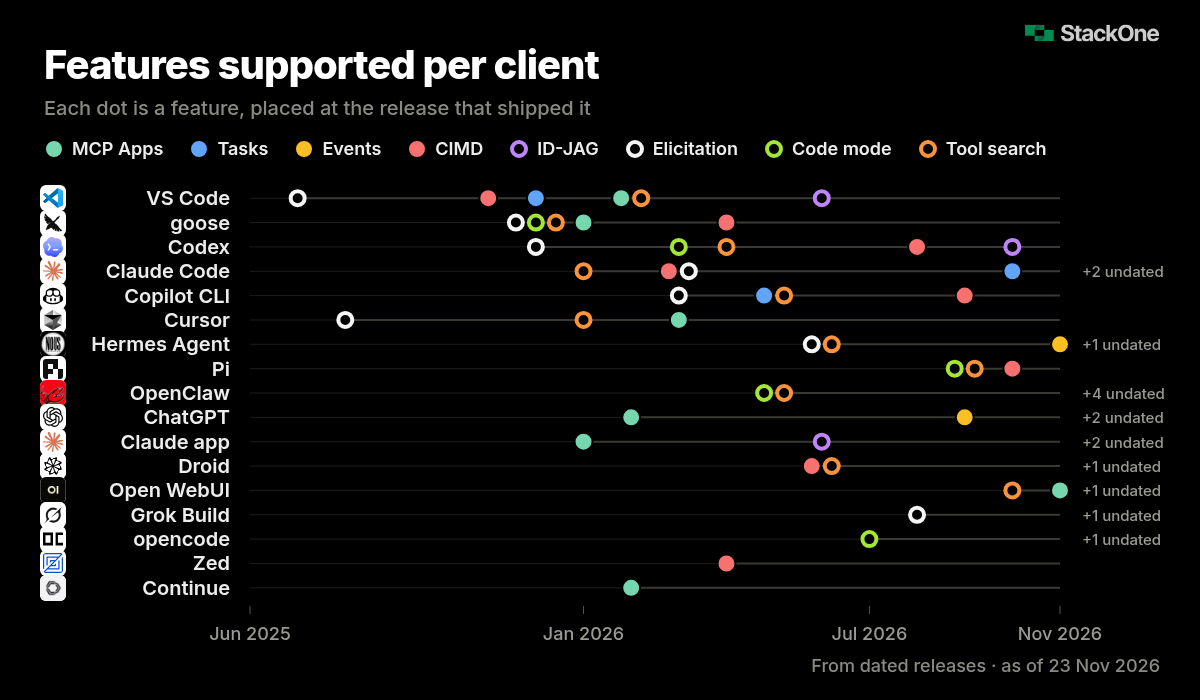 StackOne
Features supported per client
Each dot is a feature, placed at the release that shipped it
MCP Apps Tasks Events CIMD ID-JAG Elicitation Code mode Tool search
VS Code
goose
Codex
Claude Code +2 undated
Copilot CLI
Cursor
NOUS Hermes Agent +1 undated
Pi
OpenClaw +4 undated
ChatGPT +2 undated
Claude app +2 undated
Droid +1 undated
OI Open WebUI +1 undated
Grok Build +1 undated
OC opencode +1 undated
Zed
Continue
Jun 2025 Jan 2026 Jul 2026 Nov 2026
From dated releases · as of 23 Nov 2026